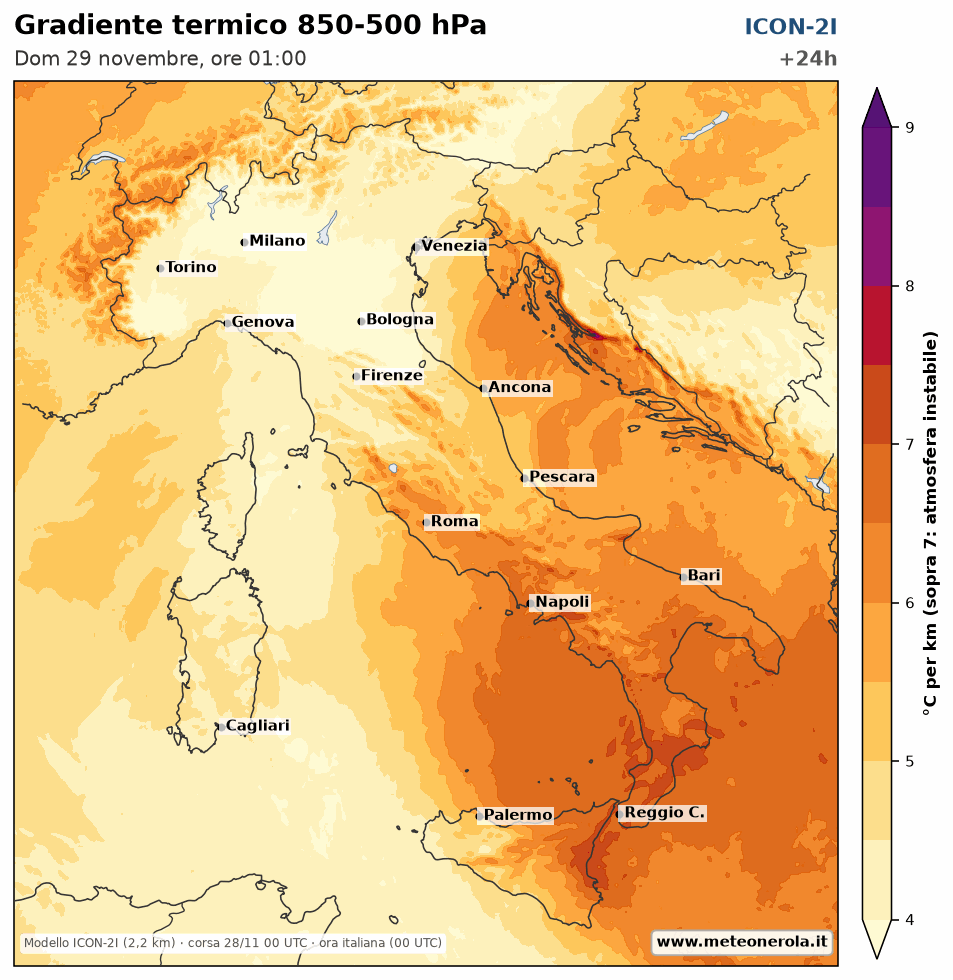 Gradiente termico 850-500 hPa
ICON-2I
Dom 29 novembre, ore 01:00
+24h
Milano
Venezia
Torino
Genova
Bologna
Firenze
Ancona
Pescara
Roma
Bari
Napoli
Cagliari
Palermo
Reggio C.
9
8
7
6
5
4
°C per km (sopra 7: atmosfera instabile)
Modello ICON-2I (2,2 km) · corsa 28/11 00 UTC · ora italiana (00 UTC)
www.meteonerola.it